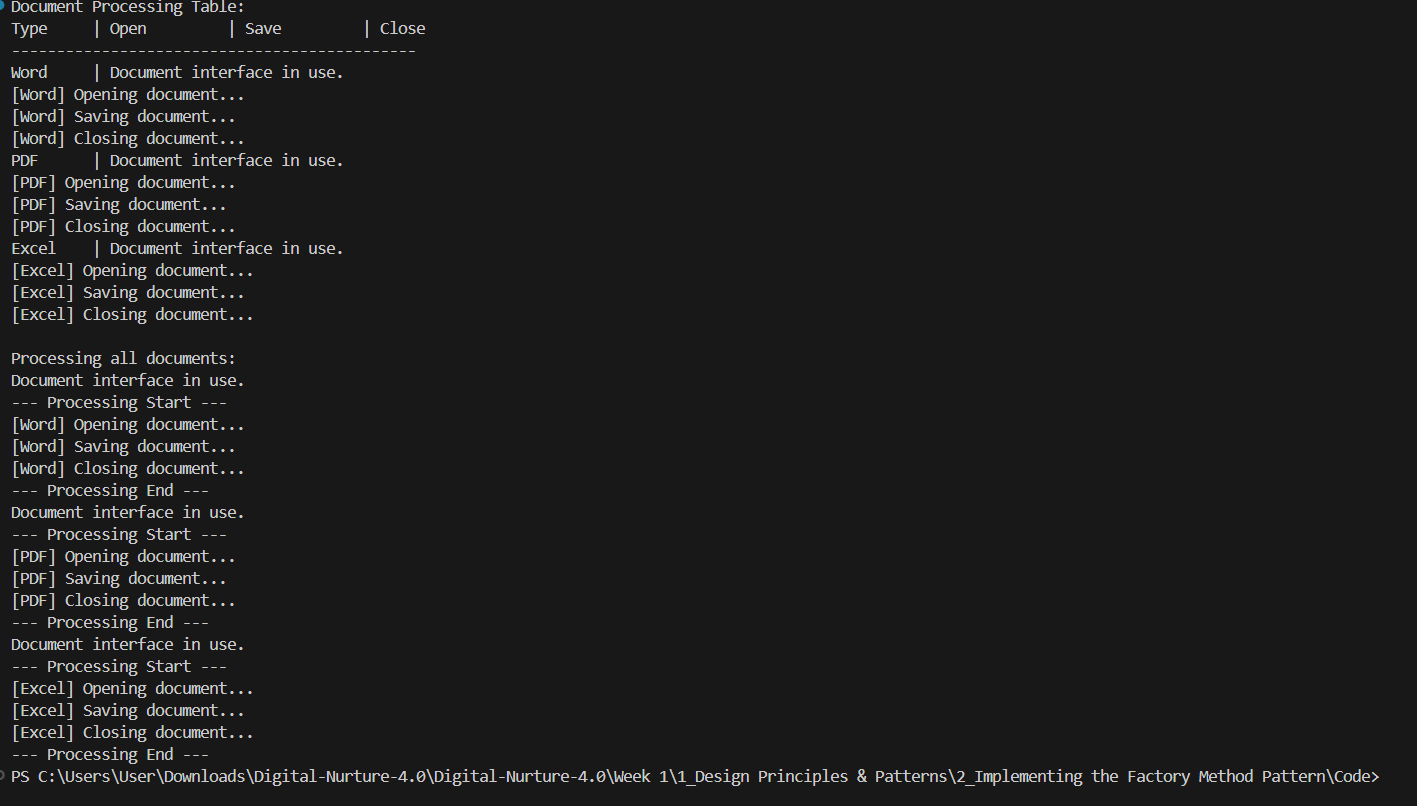 Document Processing Table:
Type     | Open         | Save         | Close
---------------------------------------------
Word     | Document interface in use.
[Word] Opening document...
[Word] Saving document...
[Word] Closing document...
PDF      | Document interface in use.
[PDF] Opening document...
[PDF] Saving document...
[PDF] Closing document...
Excel    | Document interface in use.
[Excel] Opening document...
[Excel] Saving document...
[Excel] Closing document...

Processing all documents:
Document interface in use.
--- Processing Start ---
[Word] Opening document...
[Word] Saving document...
[Word] Closing document...
--- Processing End ---
Document interface in use.
--- Processing Start ---
[PDF] Opening document...
[PDF] Saving document...
[PDF] Closing document...
--- Processing End ---
Document interface in use.
--- Processing Start ---
[Excel] Opening document...
[Excel] Saving document...
[Excel] Closing document...
--- Processing End ---
PS C:\Users\User\Downloads\Digital-Nurture-4.0\Digital-Nurture-4.0\Week 1\1_Design Principles & Patterns\2_Implementing the Factory Method Pattern\Code>